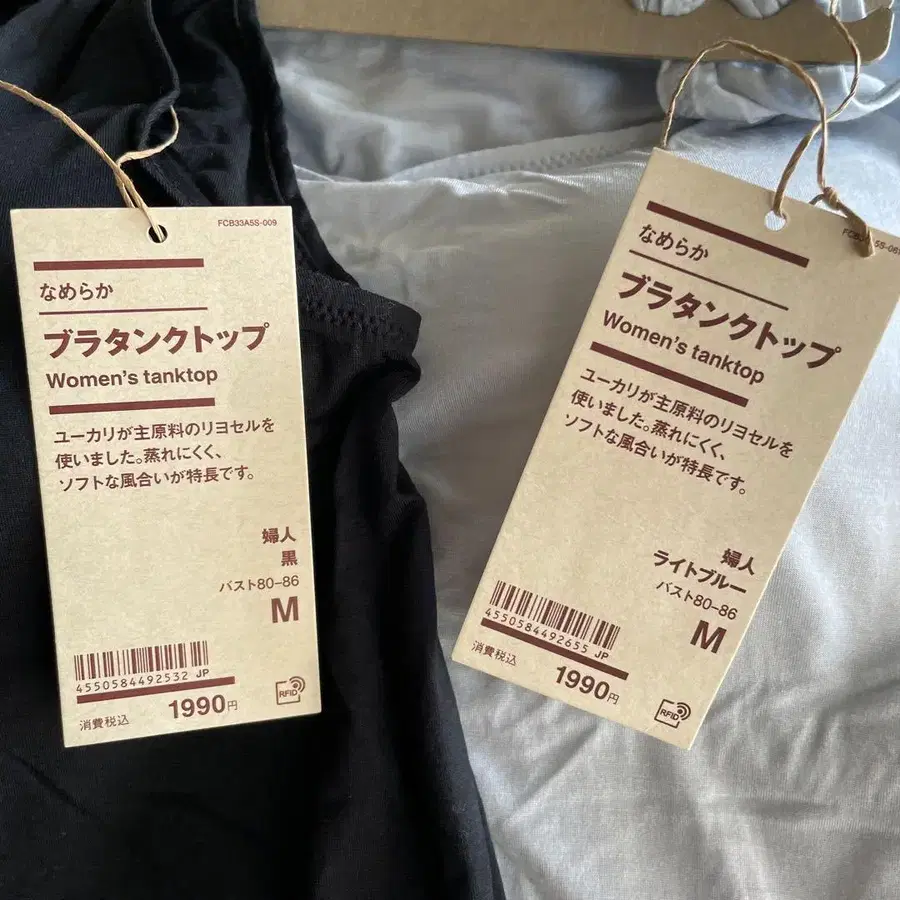 FCB33A5S-009
なめらか
ブラタンクトップ
Women's tanktop
ユーカリが主原料のリヨセルを
使いました。蒸れにくく、
ソフトな風合いが特長です。
婦人
黒
バスト80-86
M
4550584492532 JP
消費税込
1990円
RFID
なめらか
ブラタンクトップ
Women's tanktop
ユーカリが主原料のリヨセルを
使いました。蒸れにくく、
ソフトな風合いが特長です。
婦人
ライトブルー
バスト80-86
M
4550584492655 JP
消費税込
1990円
RFID